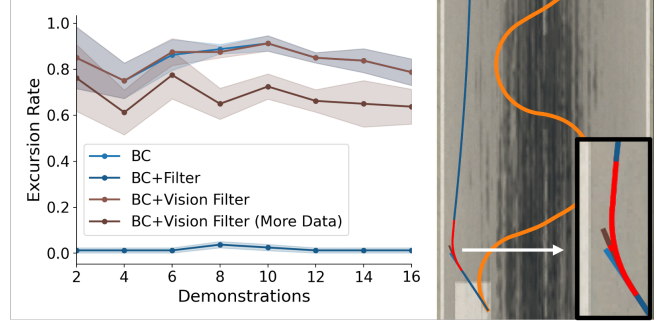 1.0
0.8
0.6
0.4
0.2
0.0
Excursion Rate
BC
BC+Filter
BC+Vision Filter
BC+Vision Filter (More Data)
2 4 6 8 10 12 14 16
Demonstrations